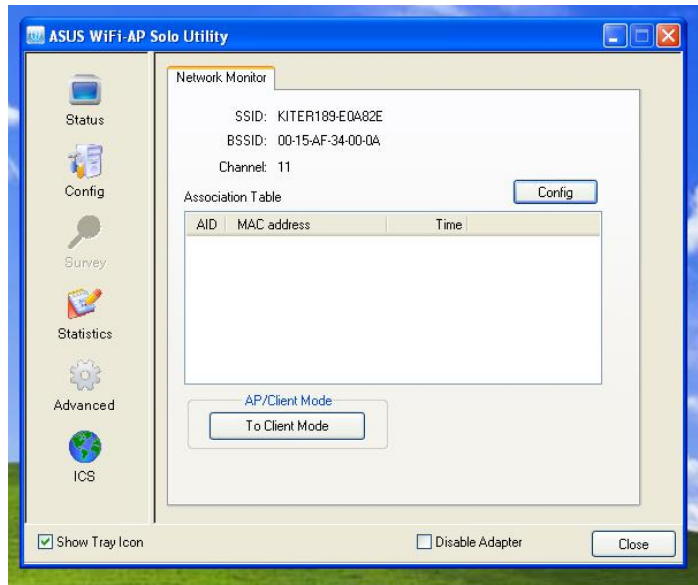 ASUS WiFi-AP Solo Utility
Status
Config
Survey
Statistics
Advanced
ICS
Network Monitor
SSID: KITER189-E0A82E
BSSID: 00-15-AF-34-00-0A
Channel: 11
Association Table
Config
AID MAC address Time
AP/Client Mode
To Client Mode
Show Tray Icon
Disable Adapter
Close